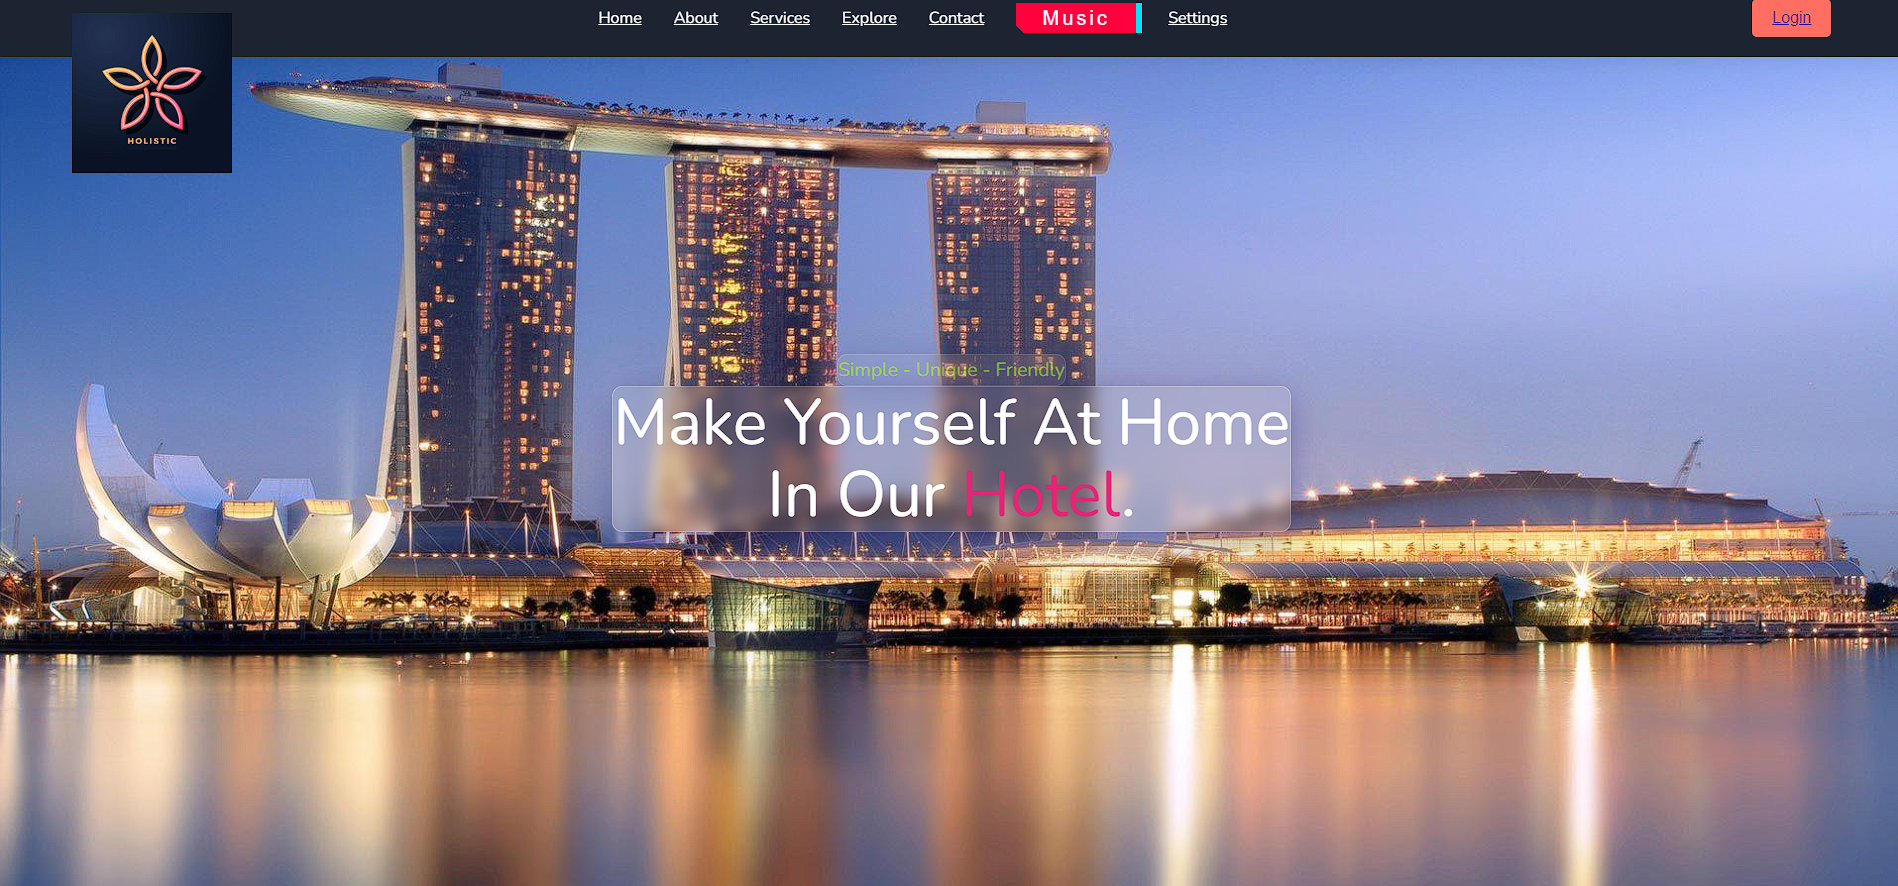 Home About Services Explore Contact Music Settings Login
HOLISTIC
Simple - Unique - Friendly
Make Yourself At Home
In Our Hotel.